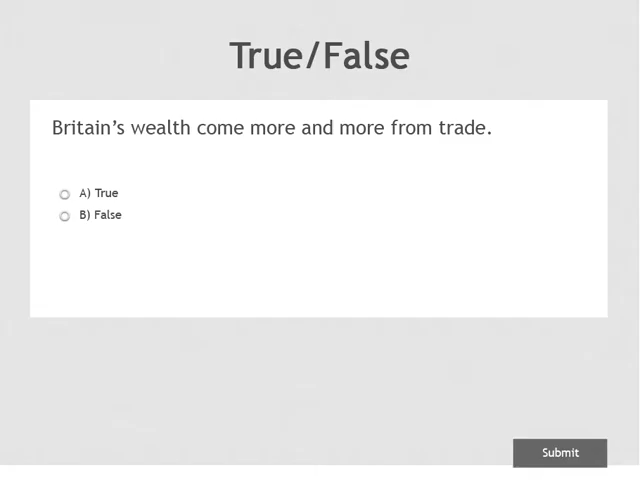 True/False
Britain’s wealth come more and more from trade.
A) True
B) False
Submit